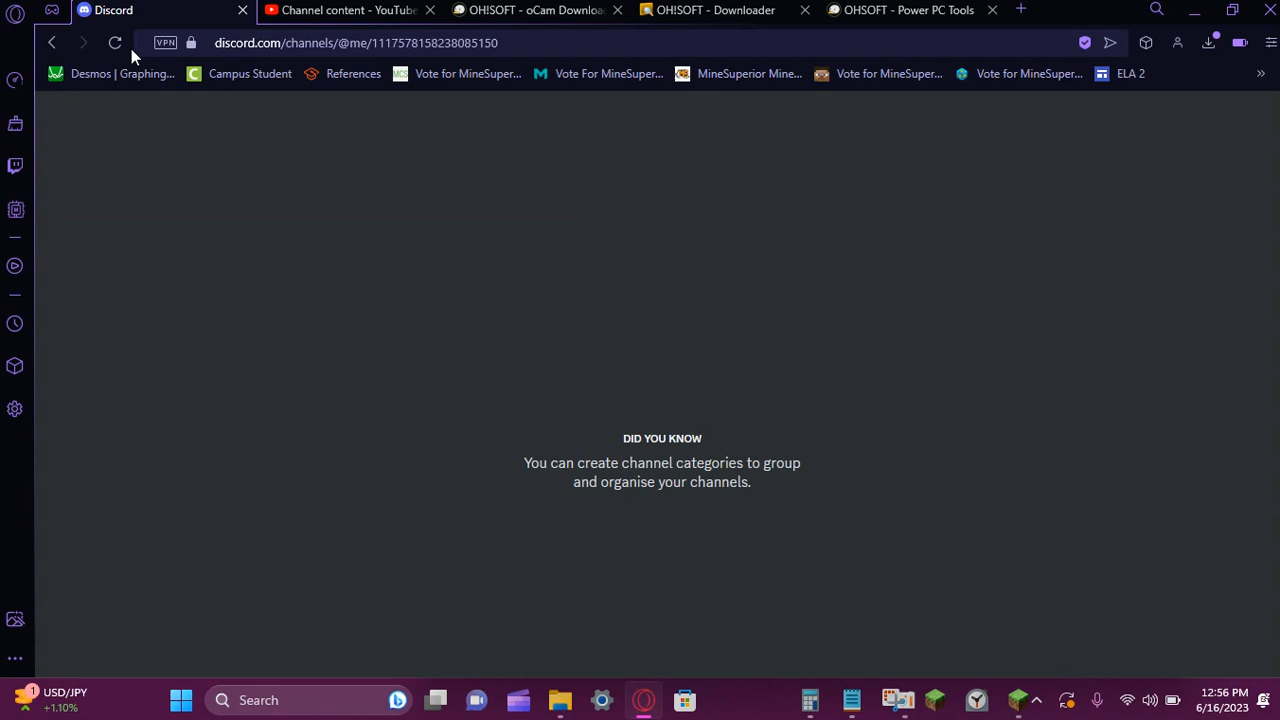 Discord
Channel content - YouTube
OH!SOFT - oCam Downloa
OH!SOFT - Downloader
OHSOFT - Power PC Tools
VPN
discord.com/channels/@me/1117578158238085150
Desmos | Graphing...
Campus Student
References
MCS
Vote for MineSuper...
Vote For MineSuper...
MineSuperior Mine...
Vote for MineSuper...
Vote for MineSuper...
ELA 2
DID YOU KNOW
You can create channel categories to group
and organise your channels.
1
USD/JPY
+1.10%
Search
12:56 PM
6/16/2023